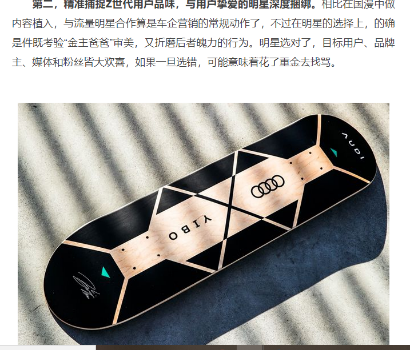 第二，精准捕捉Z世代用户品味，与用户挚爱的明星深度捆绑。相比在国漫中做
内容植入，与流量明星合作算是车企营销的常规动作了，不过在明星的选择上，的确
是件既考验“金主爸爸”审美，又折磨后者魄力的行为。明星选对了，目标用户、品牌
主、媒体和粉丝皆大欢喜，如果一旦选错，可能意味着花了重金去找骂。
AUDI
YIBO